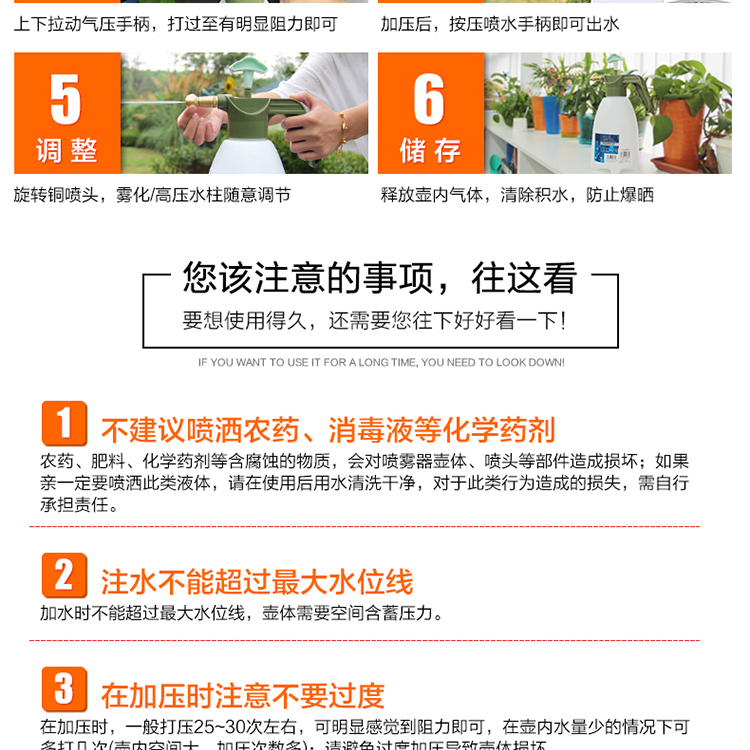 上下拉动气压手柄，打过至有明显阻力即可
加压后，按压喷水手柄即可出水
5
调整
6
储存
旋转铜喷头，雾化/高压水柱随意调节
释放壶内气体，清除积水，防止爆晒
您该注意的事项，往这看
要想使用得久，还需要您往下好好看一下！
IF YOU WANT TO USE IT FOR A LONG TIME, YOU NEED TO LOOK DOWN!
1 不建议喷洒农药、消毒液等化学药剂
农药、肥料、化学药剂等含腐蚀的物质，会对喷雾器壶体、喷头等部件造成损坏；如果
亲一定要喷洒此类液体，请在使用后用水清洗干净，对于此类行为造成的损失，需自行
承担责任。
2 注水不能超过最大水位线
加水时不能超过最大水位线，壶体需要空间含蓄压力。
3 在加压时注意不要过度
在加压时，一般打压25~30次左右，可明显感觉到阻力即可，在壶内水量少的情况下可
多打几次(壶内空间大，加压次数多)；请避免过度加压导致壶体损坏